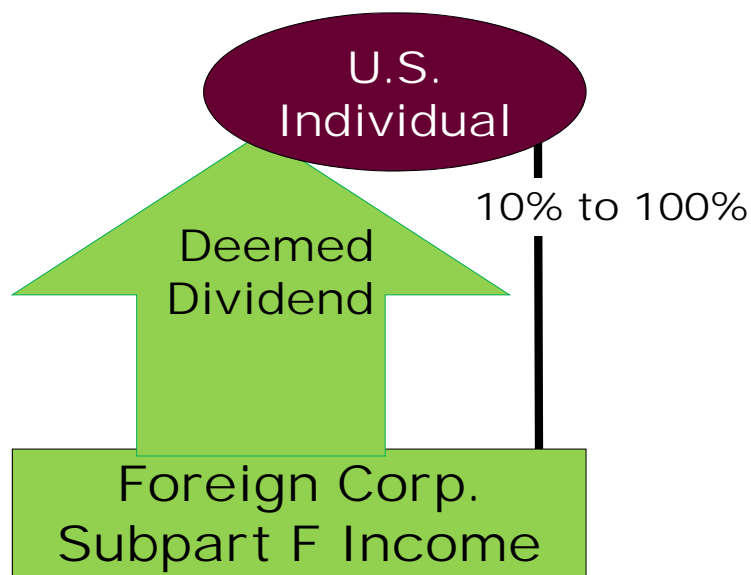 U.S.
Individual
10% to 100%
Deemed
Dividend
Foreign Corp.
Subpart F Income